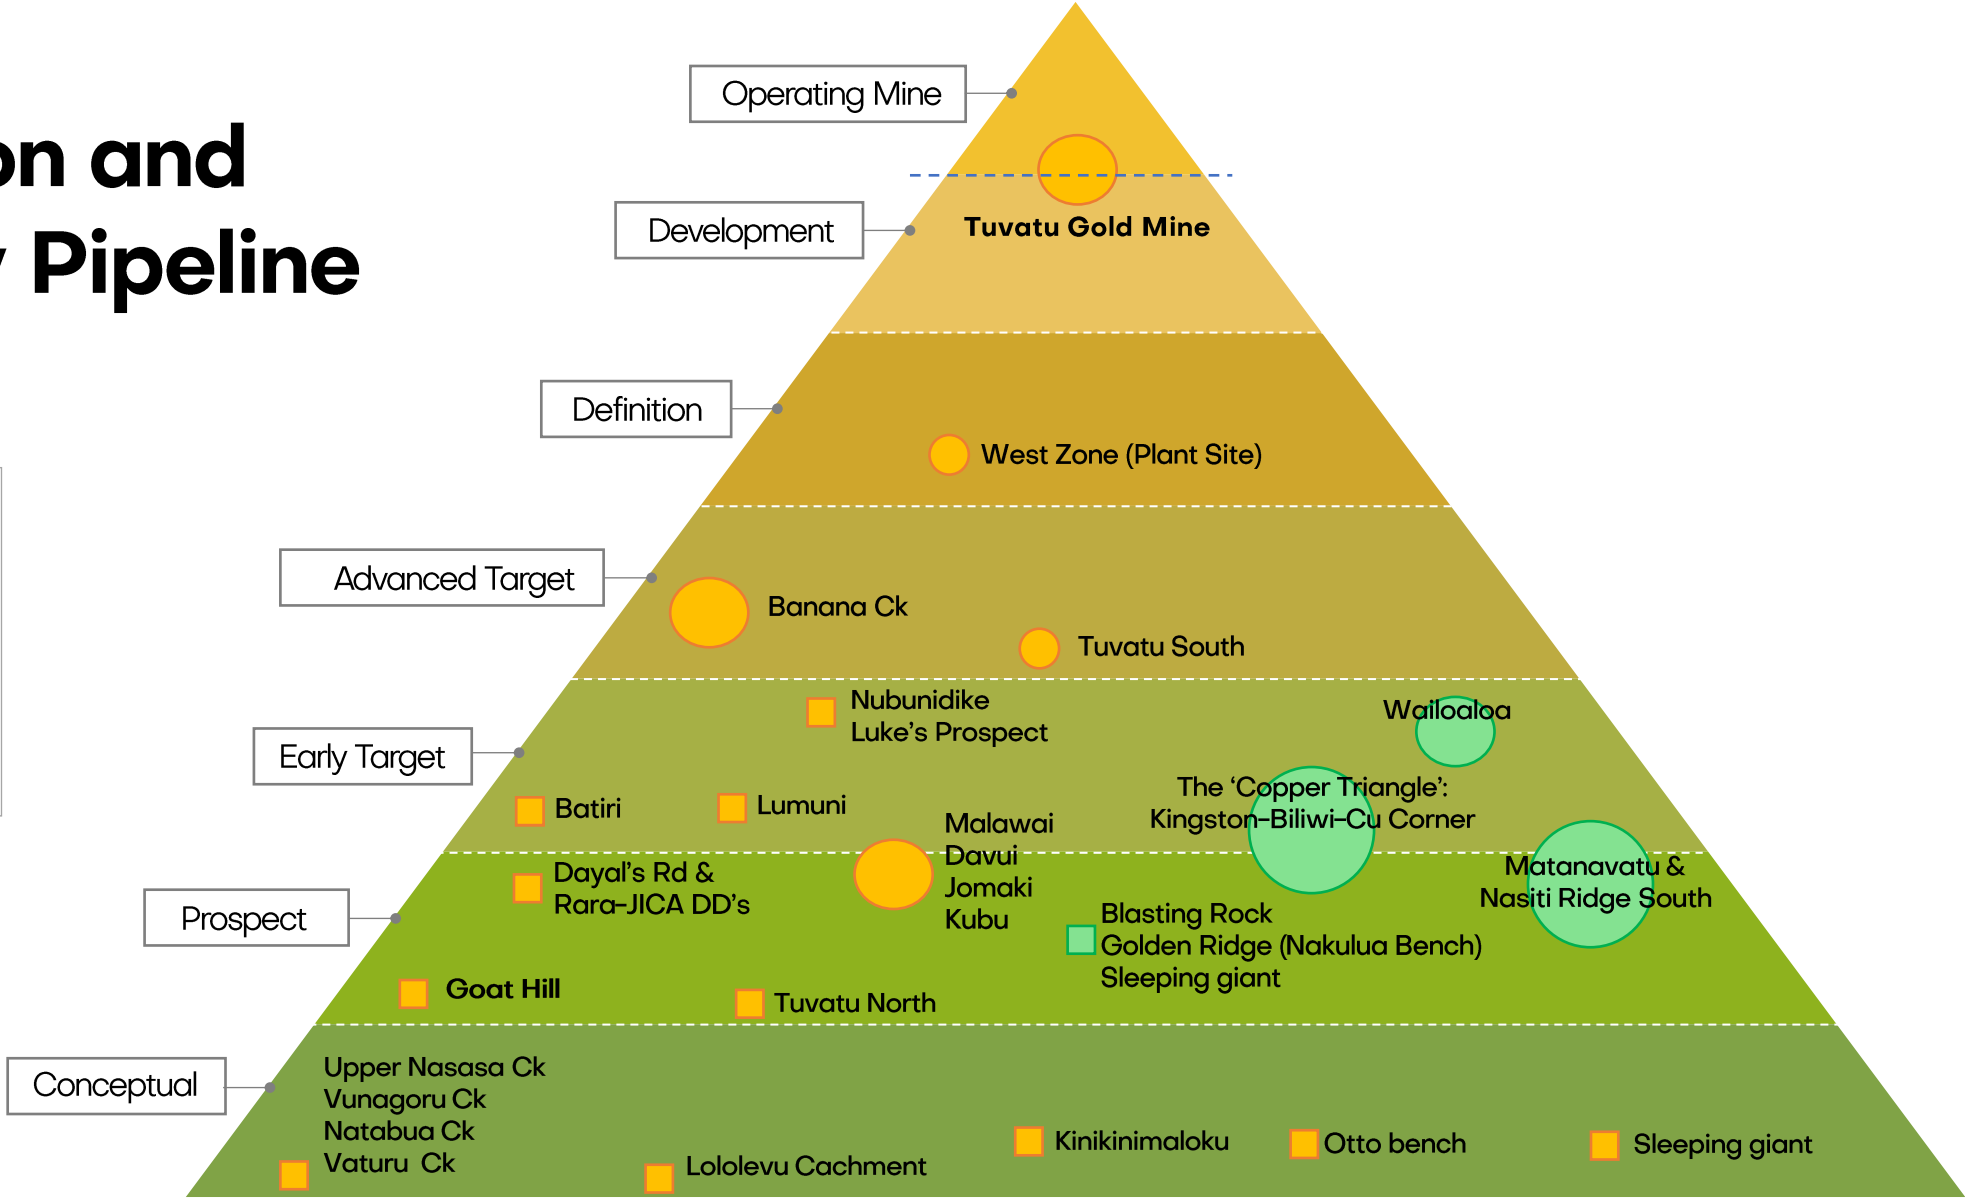 on and
Pipeline
Operating Mine
Development
Tuvatu Gold Mine
Definition
West Zone (Plant Site)
Advanced Target
Banana Ck
Tuvatu South
Early Target
Nubunidike
Luke's Prospect
Wailoaloa
The ‘Copper Triangle’:
Kingston–Biliwi–Cu Corner
Batiri
Lumuni
Malawai
Davui
Jomaki
Kubu
Matanavatu &
Nasiti Ridge South
Prospect
Dayal’s Rd &
Rara–JICA DD’s
Blasting Rock
Golden Ridge (Nakulua Bench)
Sleeping giant
Goat Hill
Tuvatu North
Conceptual
Upper Nasasa Ck
Vunagoru Ck
Natabua Ck
Vaturu Ck
Lololevu Cachment
Kinikinimaloku
Otto bench
Sleeping giant